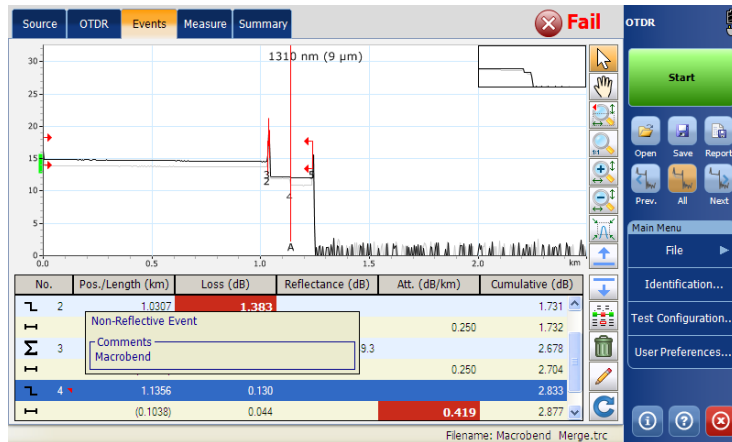 Source OTDR Events Measure Summary Fail OTDR
1310 nm (9 µm)
Start
30
25
20
15
10
5
0
3
2
4
5
A
0.0 0.5 1.0 1.5 2.0 km
1:1
Open Save Report
Prev. All Next
Main Menu
File
Identification...
Test Configuration...
User Preferences...
No. Pos./Length (km) Loss (dB) Reflectance (dB) Att. (dB/km) Cumulative (dB)
2 1.0307 1.383 1.731
Non-Reflective Event 0.250 1.732
Comments
Macrobend
3 9.3 2.678
0.250 2.704
4 1.1356 0.130 2.833
(0.1038) 0.044 0.419 2.877
Filename: Macrobend Merge.trc